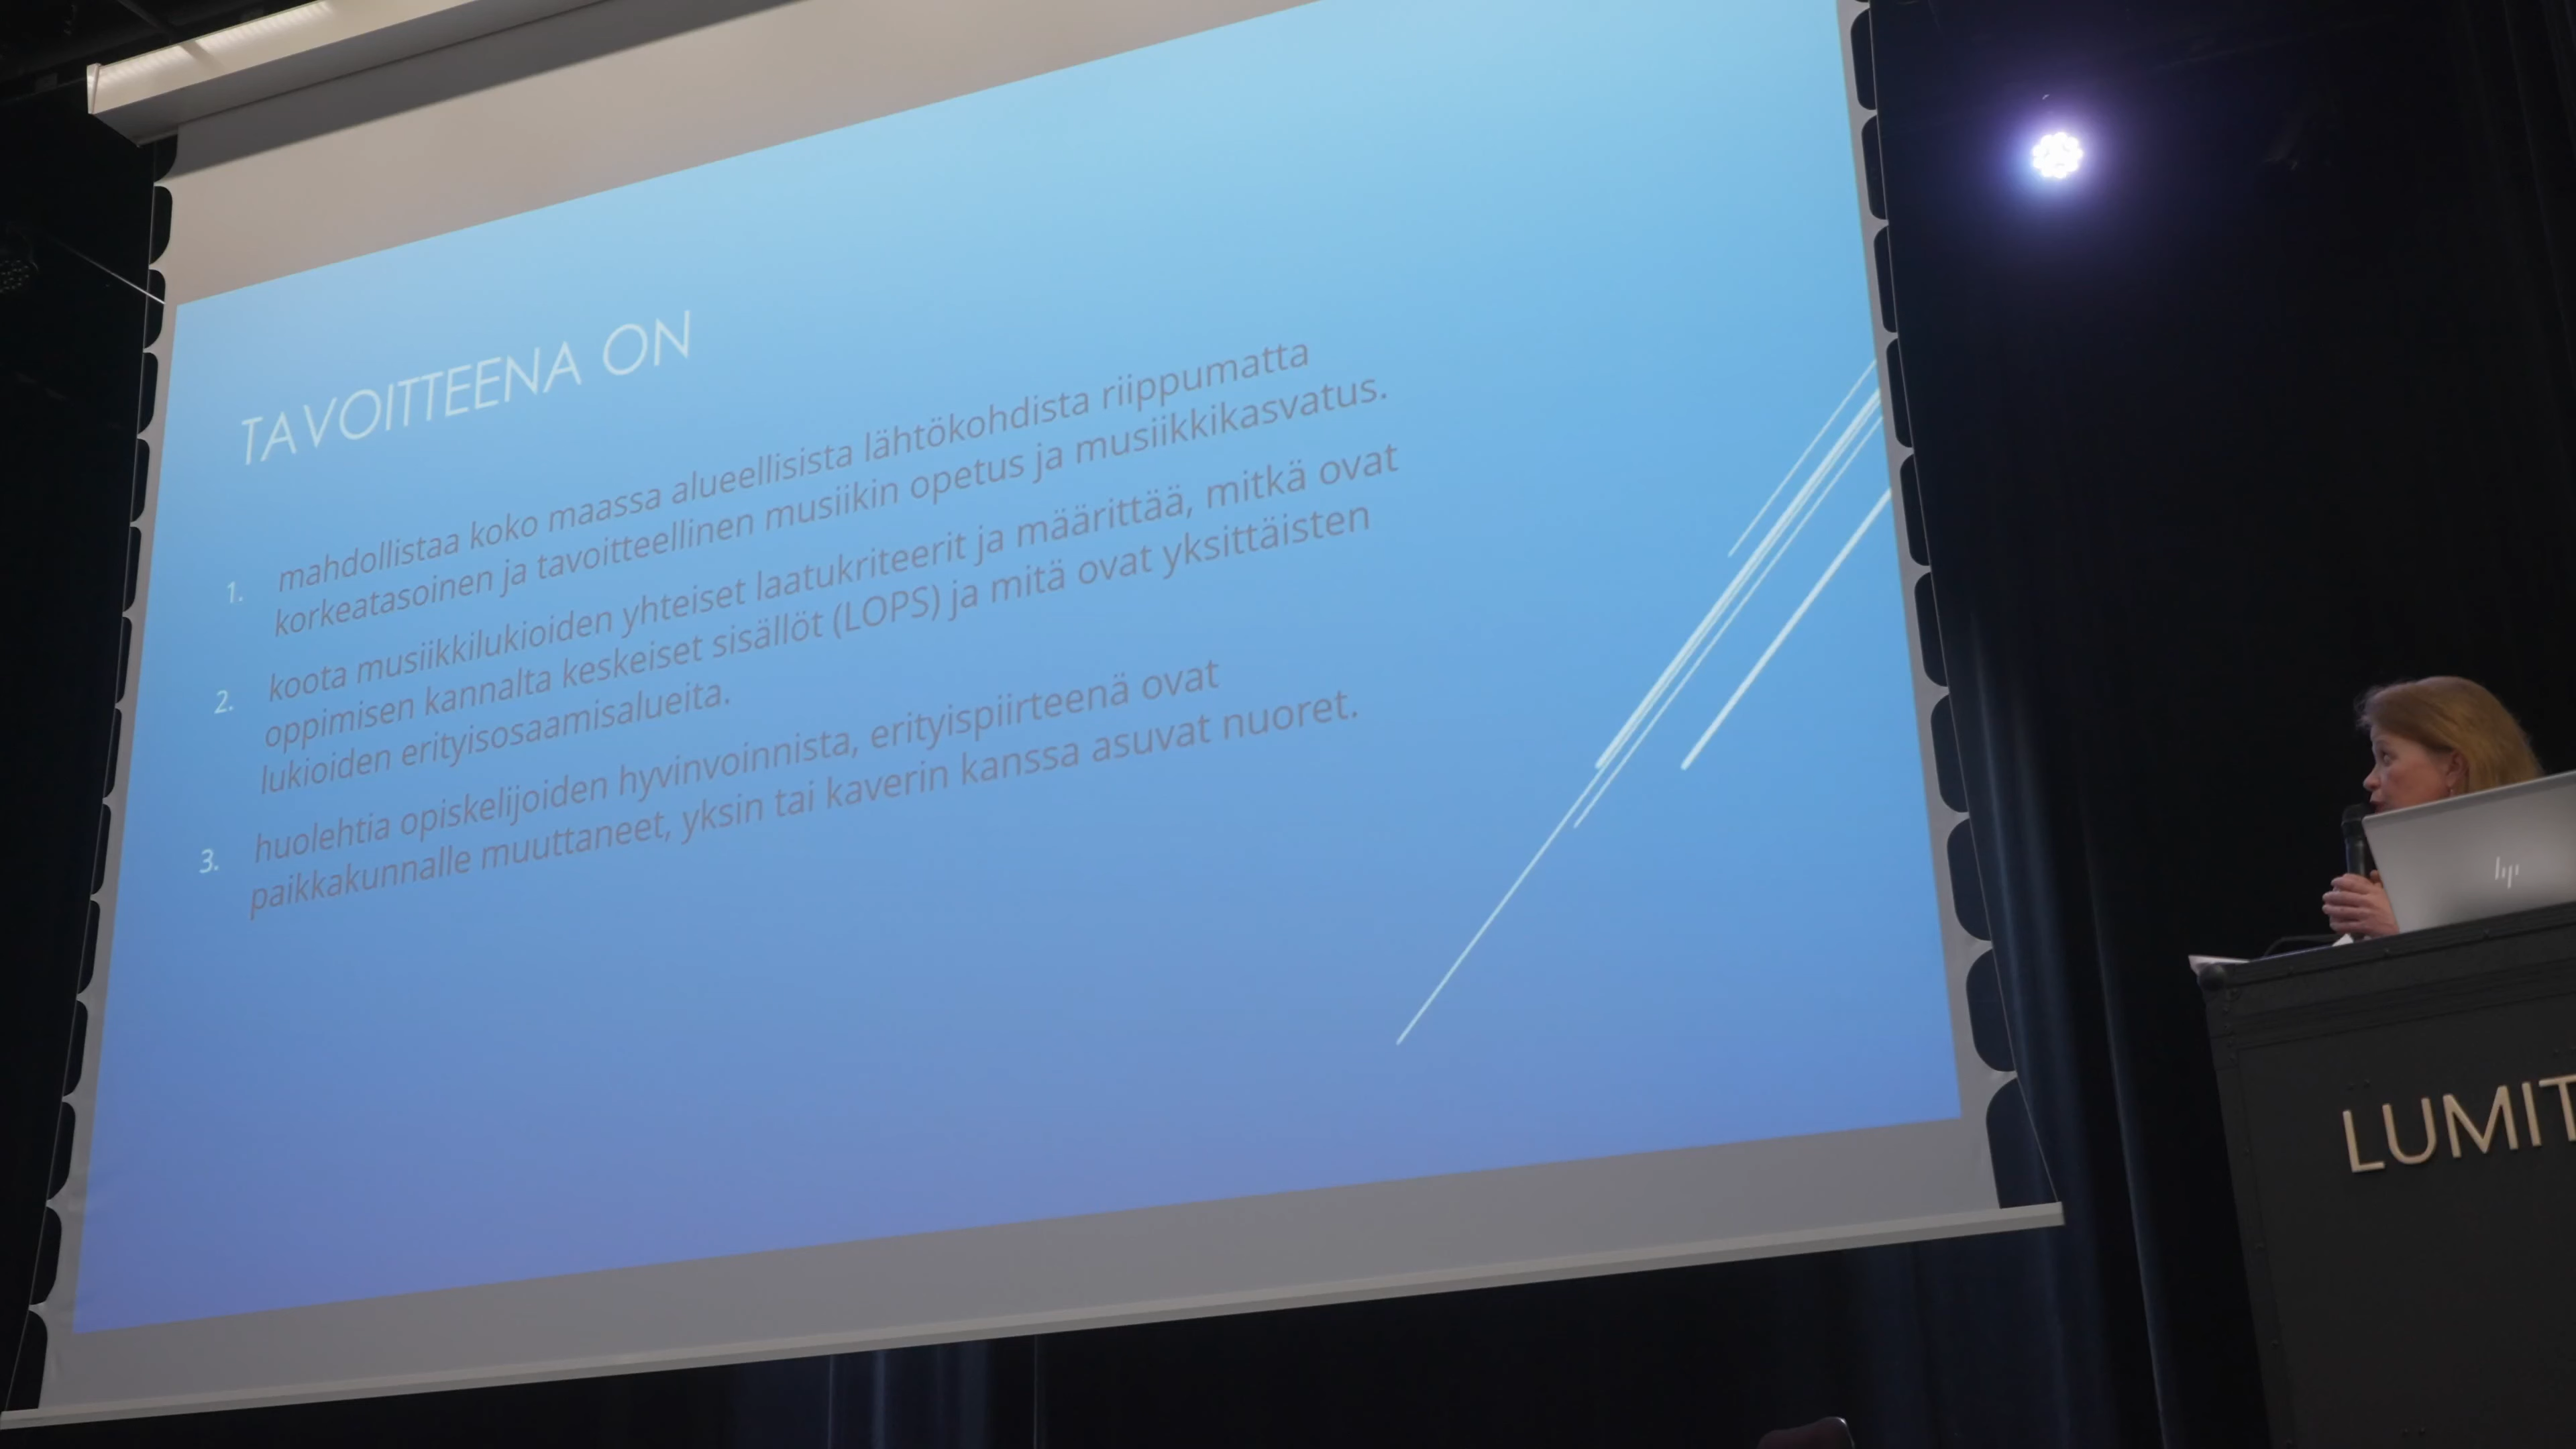 TAVOITTEENA ON
1. mahdollistaa koko maassa alueellisista lähtökohdista riippumatta
korkeatasoinen ja tavoitteellinen musiikin opetus ja musiikkikasvatus.
2. koota musiikkilukioiden yhteiset laatukriteerit ja määrittää, mitkä ovat
oppimisen kannalta keskeiset sisällöt (LOPS) ja mitä ovat yksittäisten
lukioiden erityisosaamisalueita.
3. huolehtia opiskelijoiden hyvinvoinnista, erityispiirteenä ovat
paikkakunnalle muuttaneet, yksin tai kaverin kanssa asuvat nuoret.
hp
LUMIT